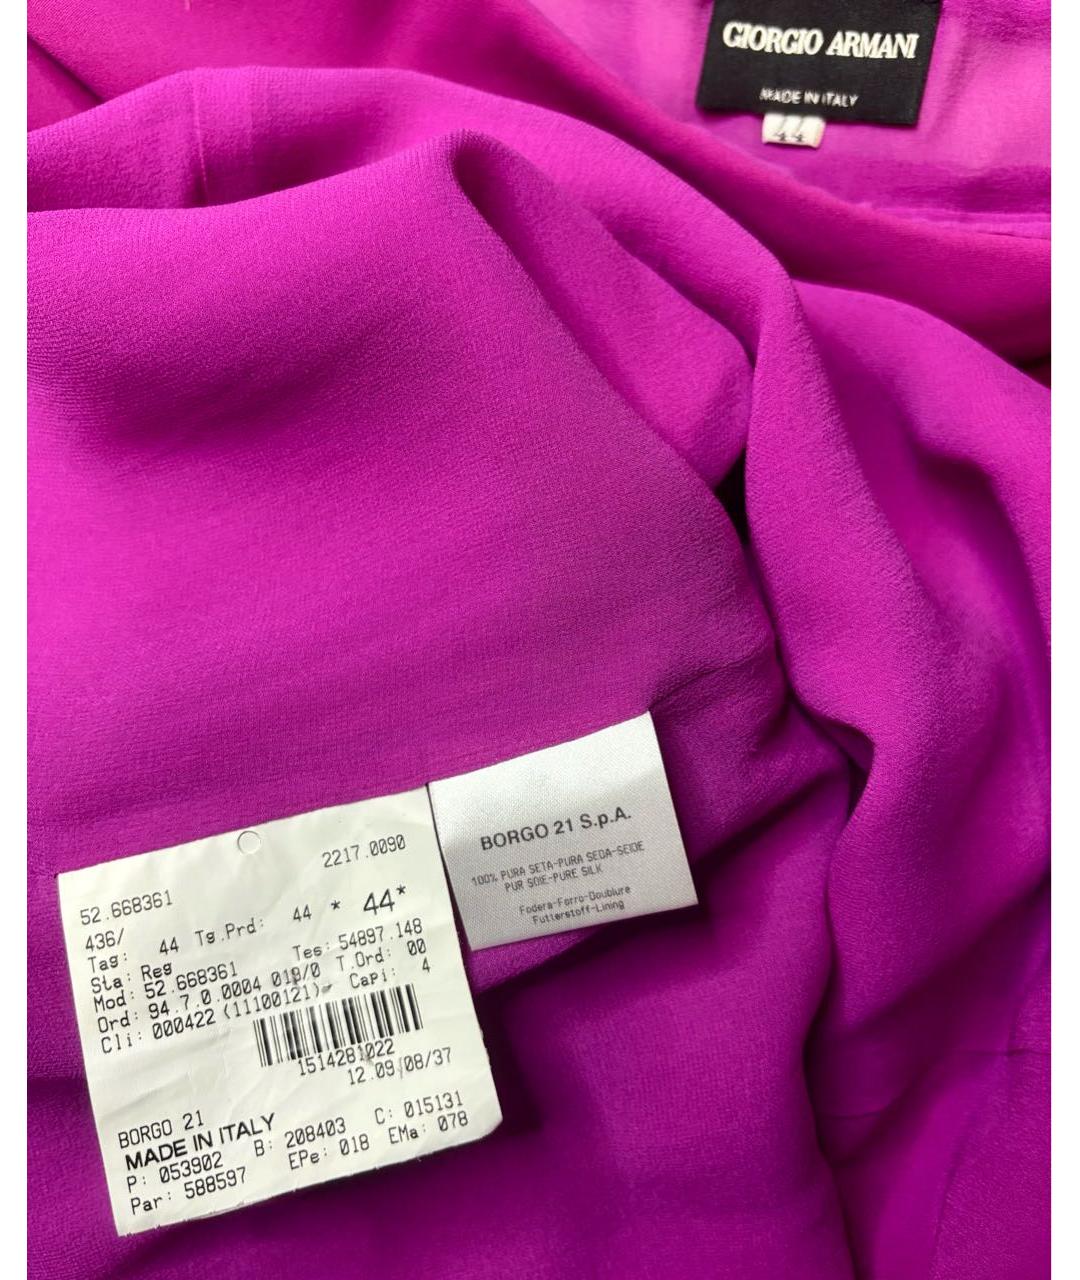 GIORGIO ARMANI
MADE IN ITALY
44
BORGO 21 S.p.A.
100% PURA SETA-PURA SEDA-SEIDE
PUR SOIE-PURE SILK
Fodera-Forro-Doublure
Futterstoff-Lining
2217.0090
52.668361
436/
Tag: 44 Tg.Prd: 44 * 44*
Sta: Reg Tes: 54897.148
Mod: 52.668361 T.Ord: 00
Ord: 94.7.0.0004 018/0 Capi: 4
Cli: 000422 (11100121)
1514281022
12.09/08/37
BORGO 21
MADE IN ITALY C: 015131
P: 053902 B: 208403 EMa: 078
Par: 588597 EPe: 018